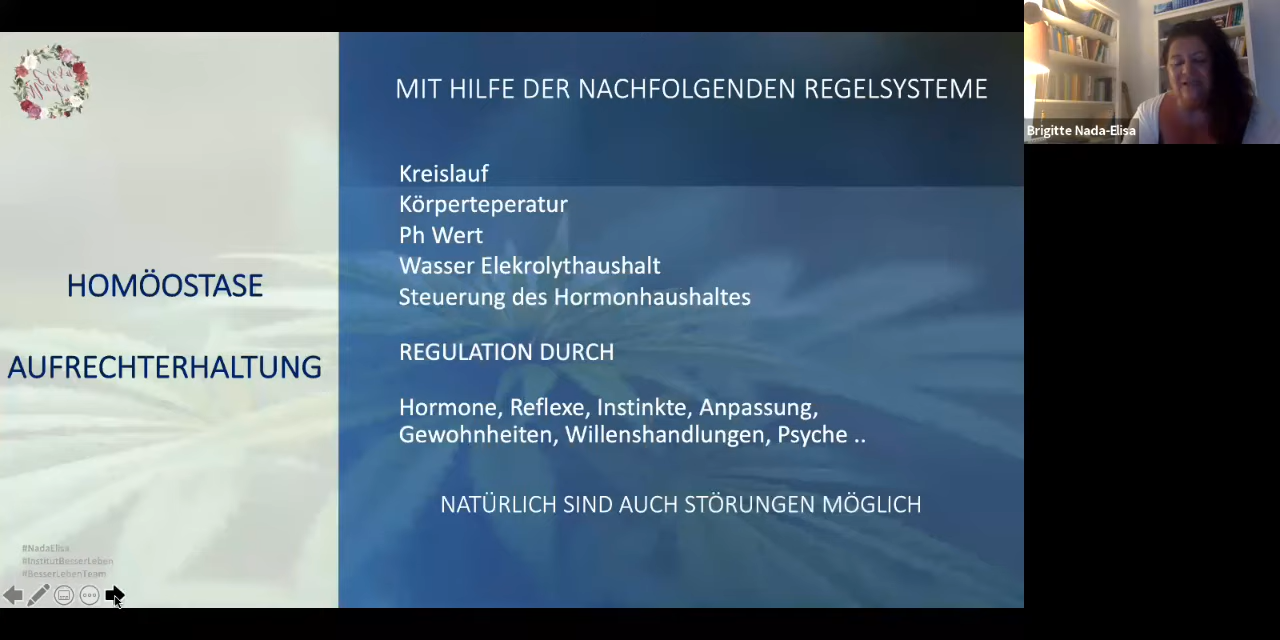 MIT HILFE DER NACHFOLGENDEN REGELSYSTEME
Kreislauf
Körperteperatur
Ph Wert
Wasser Elekrolythaushalt
Steuerung des Hormonhaushaltes
REGULATION DURCH
Hormone, Reflexe, Instinkte, Anpassung,
Gewohnheiten, Willenshandlungen, Psyche ..
NATÜRLICH SIND AUCH STÖRUNGEN MÖGLICH
HOMÖOSTASE
AUFRECHTERHALTUNG
#NadaElisa
#InstitutBesserLeben
#BesserLebenTeam
Brigitte Nada-Elisa